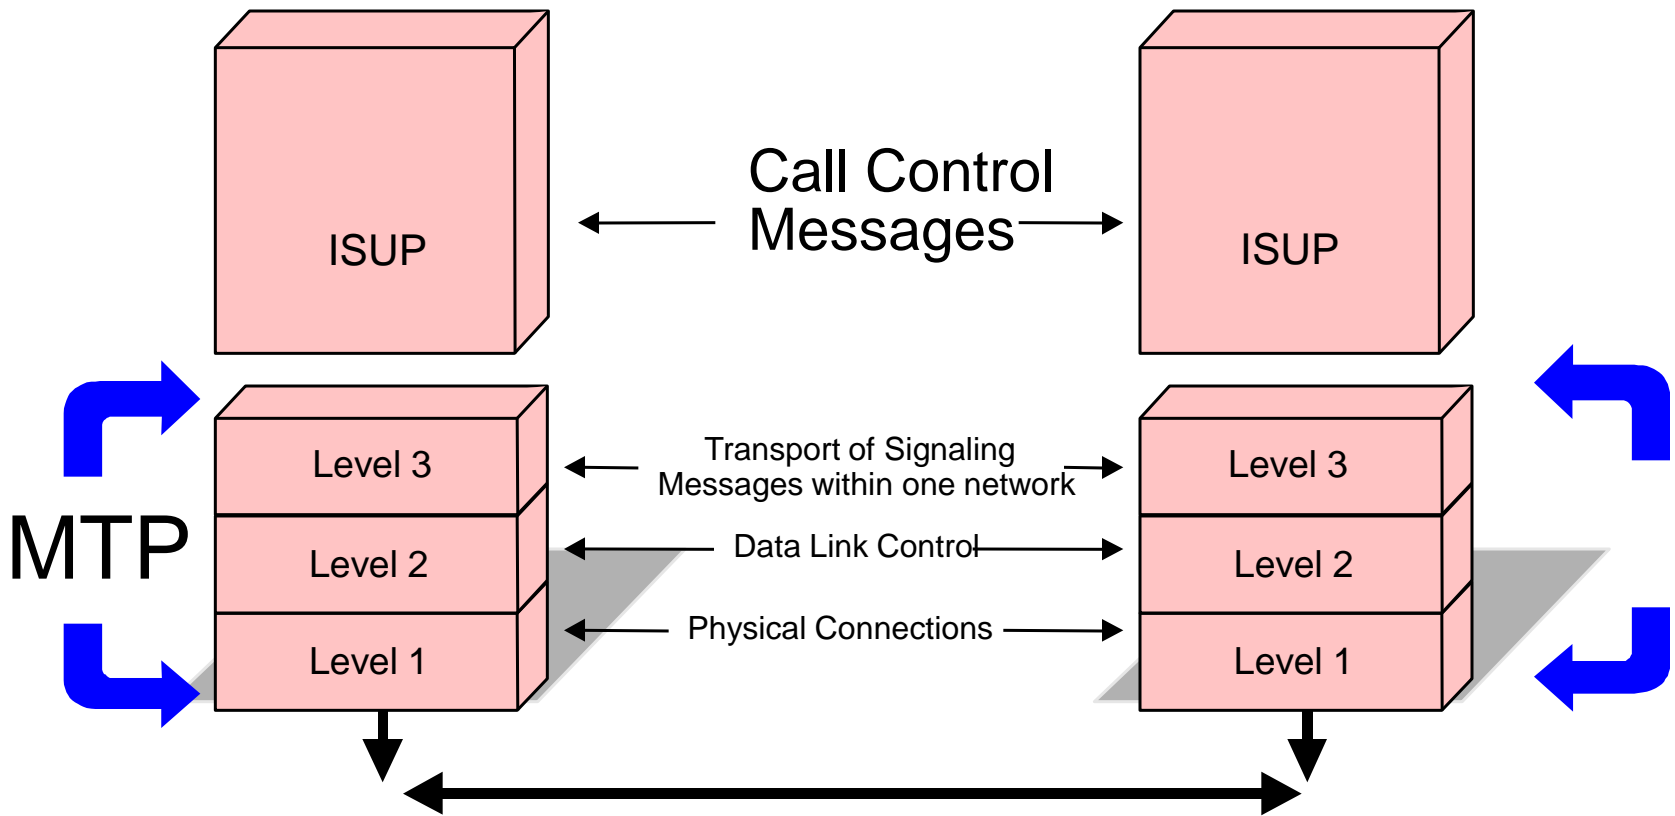 Call Control
Messages
ISUP
ISUP
Level 3
Transport of Signaling
Messages within one network
Level 3
MTP
Level 2
Data Link Control
Level 2
Level 1
Physical Connections
Level 1